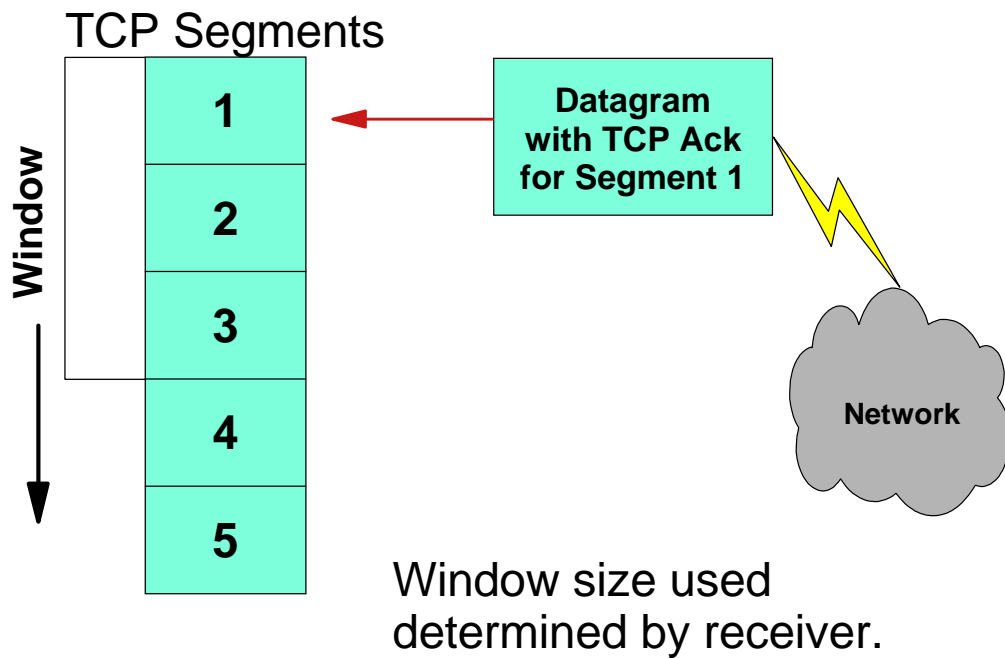 TCP Segments
Window
1
2
3
4
5
Datagram
with TCP Ack
for Segment 1
Network
Window size used
determined by receiver.